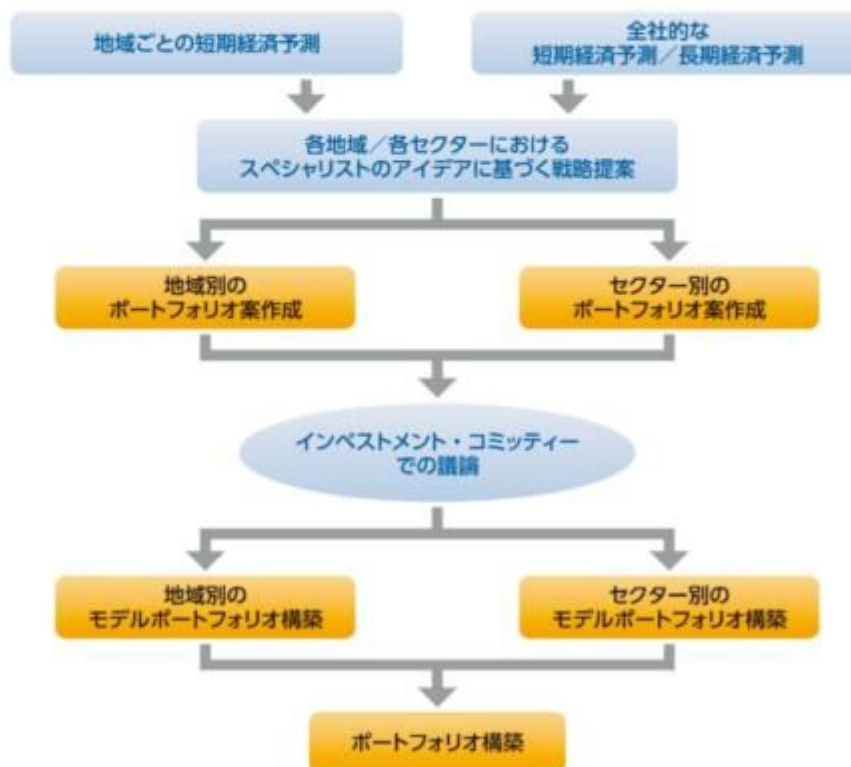 地域ごとの短期経済予測
全社的な
短期経済予測／長期経済予測
各地域／各セクターにおける
スペシャリストのアイデアに基づく戦略提案
地域別の
ポートフォリオ案作成
セクター別の
ポートフォリオ案作成
インベストメント・コミッティー
での議論
地域別の
モデルポートフォリオ構築
セクター別の
モデルポートフォリオ構築
ポートフォリオ構築